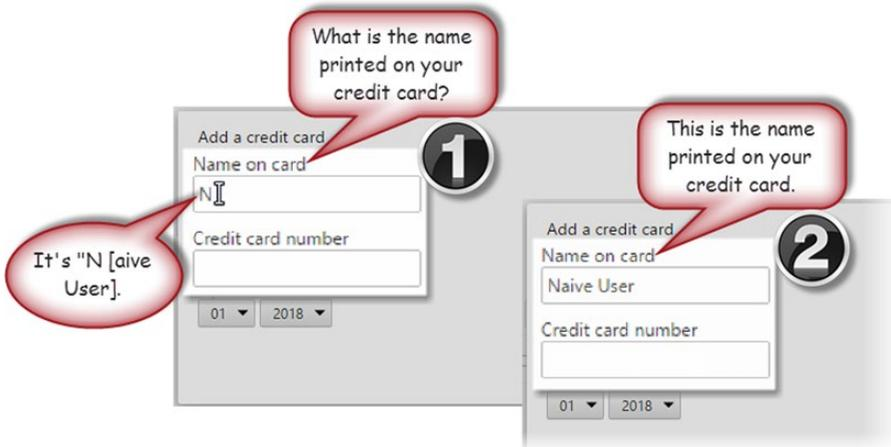 What is the name
printed on your
credit card?
1
Add a credit card
Name on card
N
Credit card number
01 2018
It's "N [aive
User].
This is the name
printed on your
credit card.
2
Add a credit card
Name on card
Naive User
Credit card number
01 2018